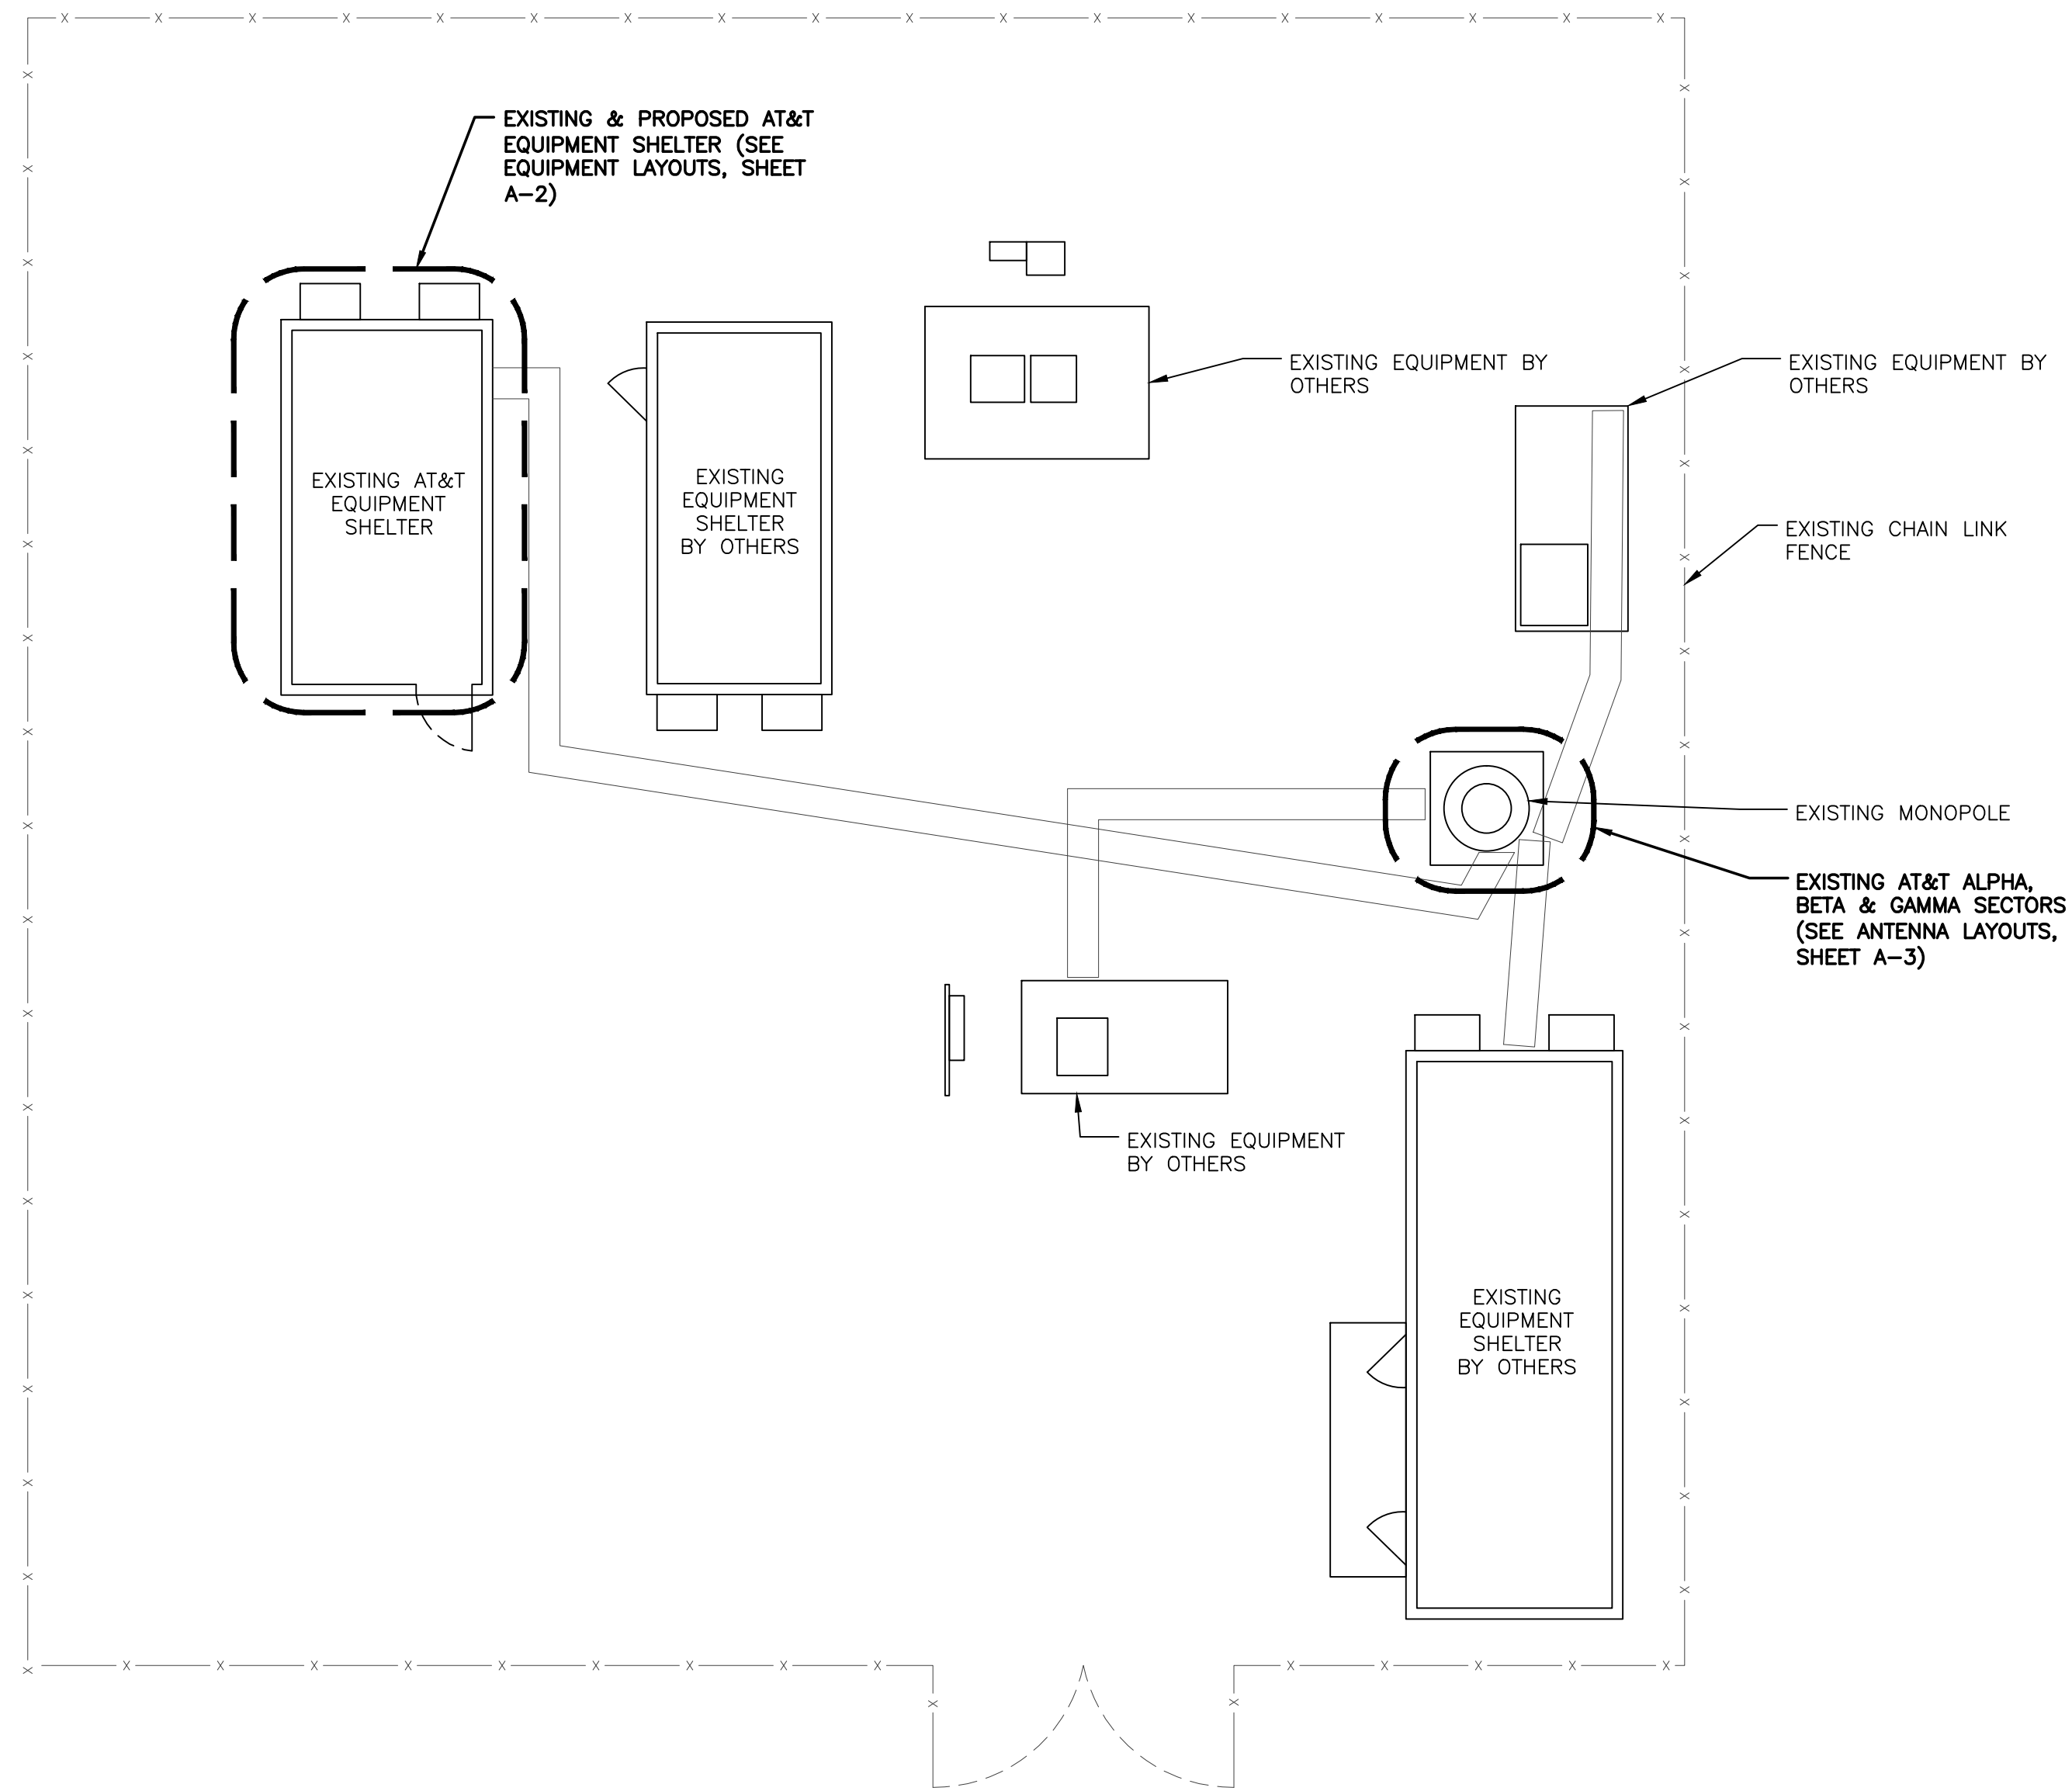 EXISTING & PROPOSED AT&T
EQUIPMENT SHELTER (SEE
EQUIPMENT LAYOUTS, SHEET
A-2)
EXISTING EQUIPMENT BY
OTHERS
EXISTING EQUIPMENT BY
OTHERS
EXISTING AT&T
EQUIPMENT
SHELTER
EXISTING
EQUIPMENT
SHELTER
BY OTHERS
EXISTING CHAIN LINK
FENCE
EXISTING MONOPOLE
EXISTING AT&T ALPHA,
BETA & GAMMA SECTORS
(SEE ANTENNA LAYOUTS,
SHEET A-3)
EXISTING EQUIPMENT
BY OTHERS
EXISTING
EQUIPMENT
SHELTER
BY OTHERS